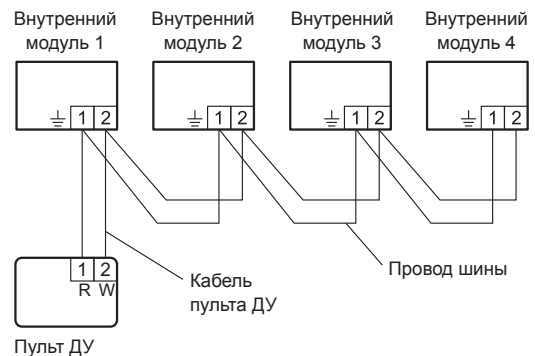 Внутренний
модуль 1
Внутренний
модуль 2
Внутренний
модуль 3
Внутренний
модуль 4
1 2
1 2
1 2
1 2
1 2
R W
Кабель
пульта ДУ
Провод шины
Пульт ДУ